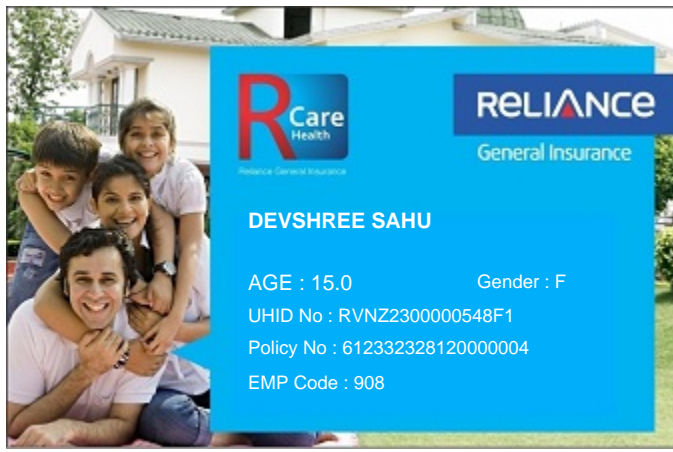 RCare
Health
Reliance General Insurance
RELIANCE
General Insurance
DEVSHREE SAHU
AGE : 15.0 Gender : F
UHID No : RVNZ2300000548F1
Policy No : 612332328120000004
EMP Code : 908